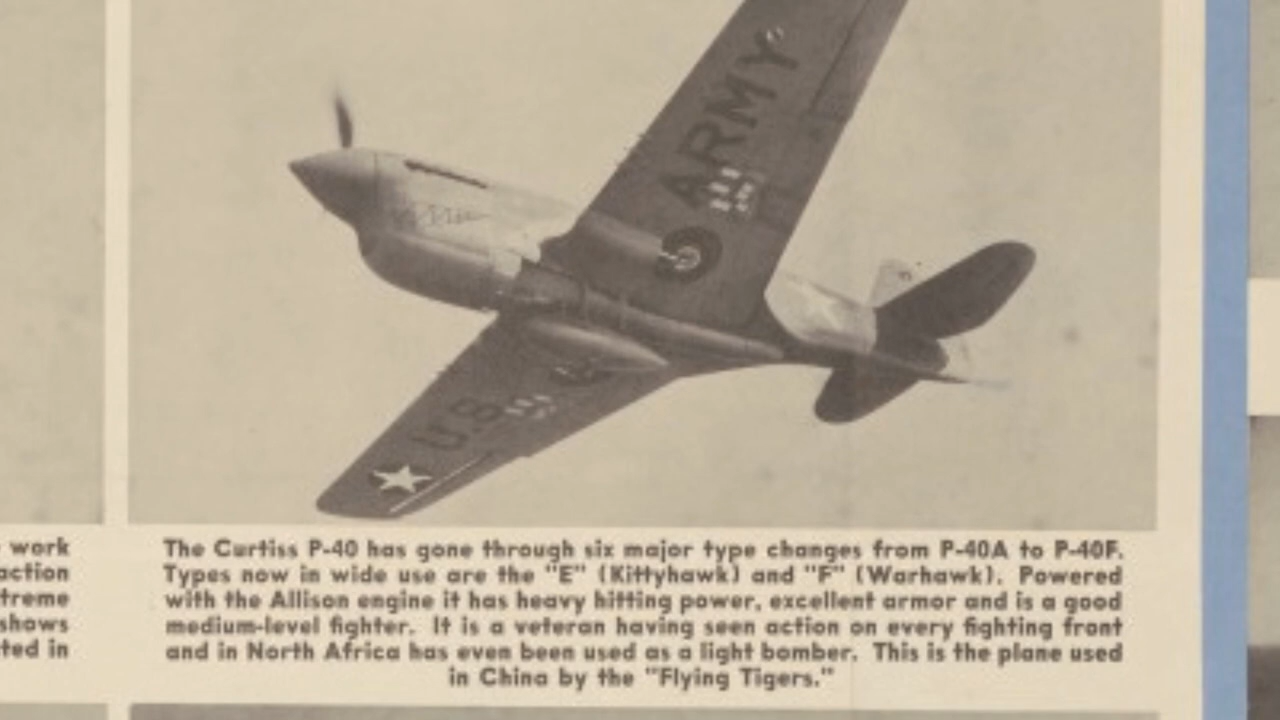 ARMY
U S
work
action
treme
shows
ted in
The Curtiss P-40 has gone through six major type changes from P-40A to P-40F.
Types now in wide use are the "E" (Kittyhawk) and "F" (Warhawk). Powered
with the Allison engine it has heavy hitting power, excellent armor and is a good
medium-level fighter. It is a veteran having seen action on every fighting front
and in North Africa has even been used as a light bomber. This is the plane used
in China by the "Flying Tigers."